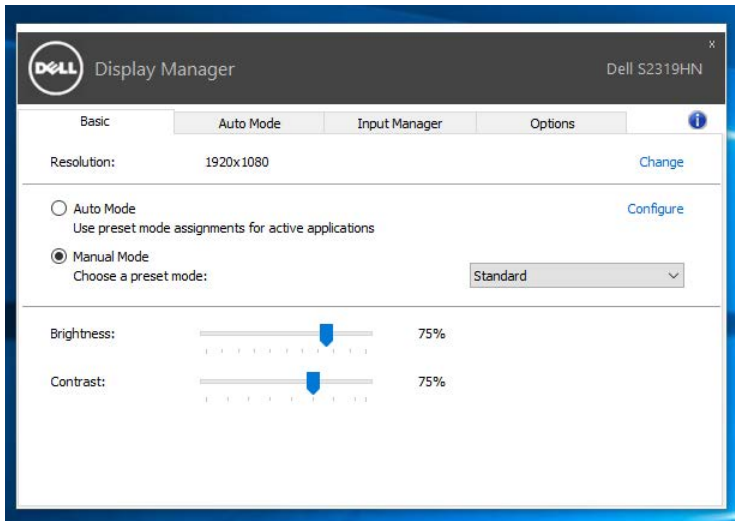 DELL Display Manager Dell S2319HN x
Basic Auto Mode Input Manager Options i
Resolution: 1920x1080 Change
Auto Mode Configure
Use preset mode assignments for active applications
Manual Mode
Choose a preset mode: Standard
Brightness: 75%
Contrast: 75%